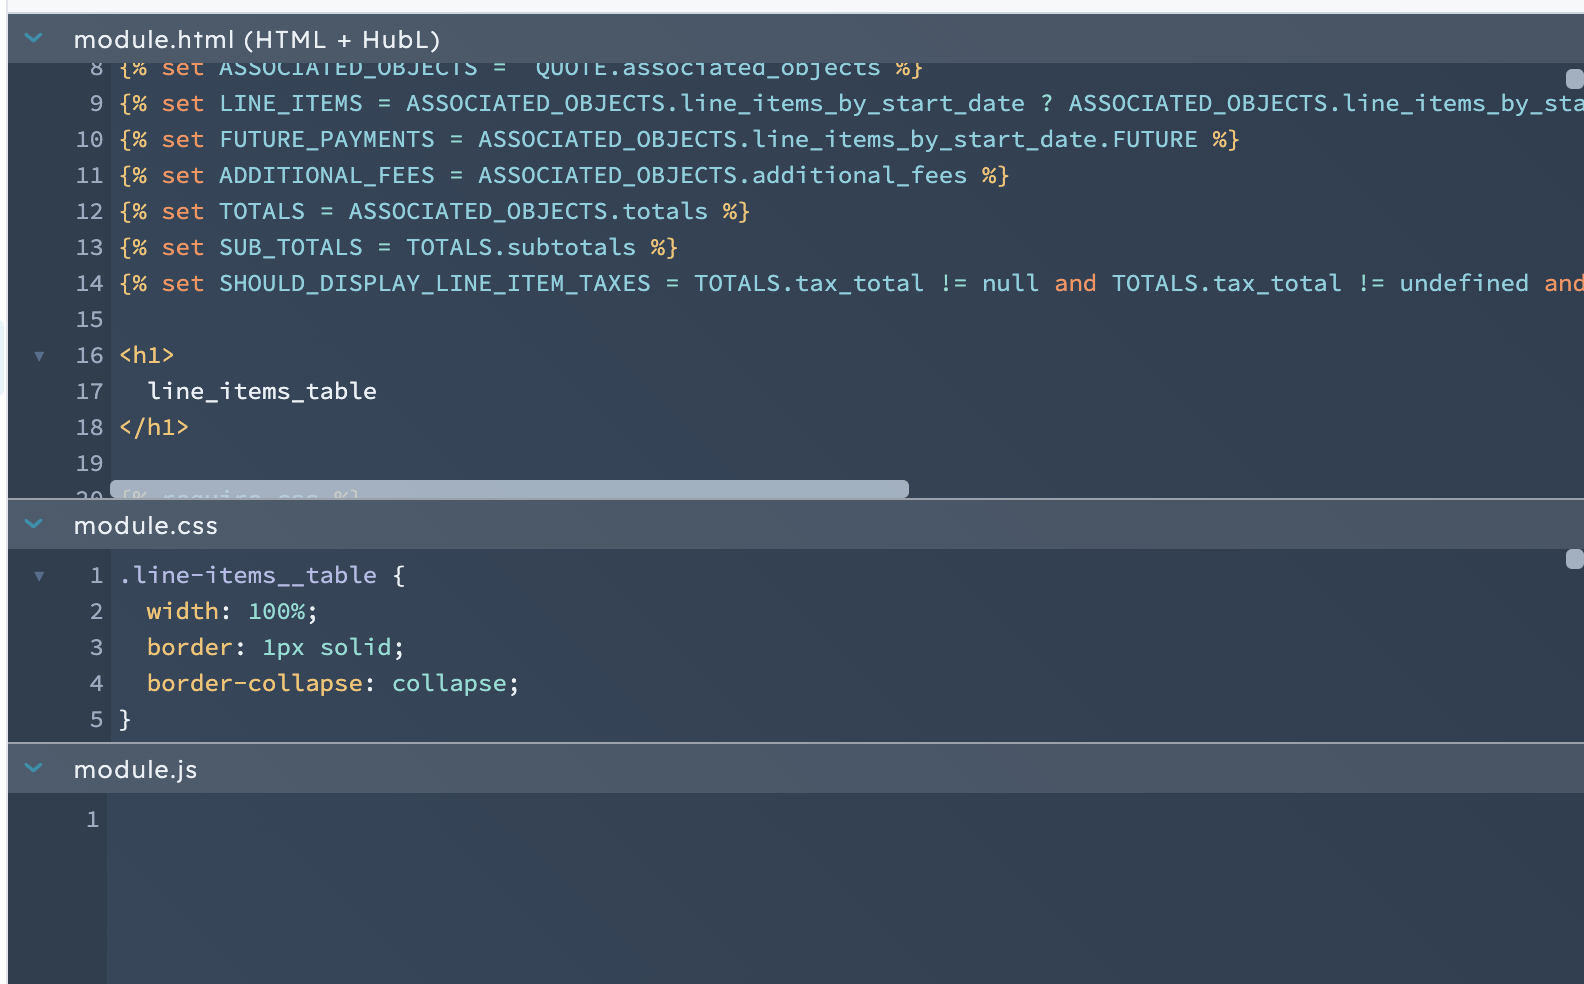 module.html (HTML + HubL)
8 {% set ASSOCIATED_OBJECTS = QUOTE.associated_objects %}
9 {% set LINE_ITEMS = ASSOCIATED_OBJECTS.line_items_by_start_date ? ASSOCIATED_OBJECTS.line_items_by_sta
10 {% set FUTURE_PAYMENTS = ASSOCIATED_OBJECTS.line_items_by_start_date.FUTURE %}
11 {% set ADDITIONAL_FEES = ASSOCIATED_OBJECTS.additional_fees %}
12 {% set TOTALS = ASSOCIATED_OBJECTS.totals %}
13 {% set SUB_TOTALS = TOTALS.subtotals %}
14 {% set SHOULD_DISPLAY_LINE_ITEM_TAXES = TOTALS.tax_total != null and TOTALS.tax_total != undefined and
15
16 <h1>
17 line_items_table
18 </h1>
19
20 {% require_css %}
module.css
1 .line-items__table {
2 width: 100%;
3 border: 1px solid;
4 border-collapse: collapse;
5 }
module.js
1